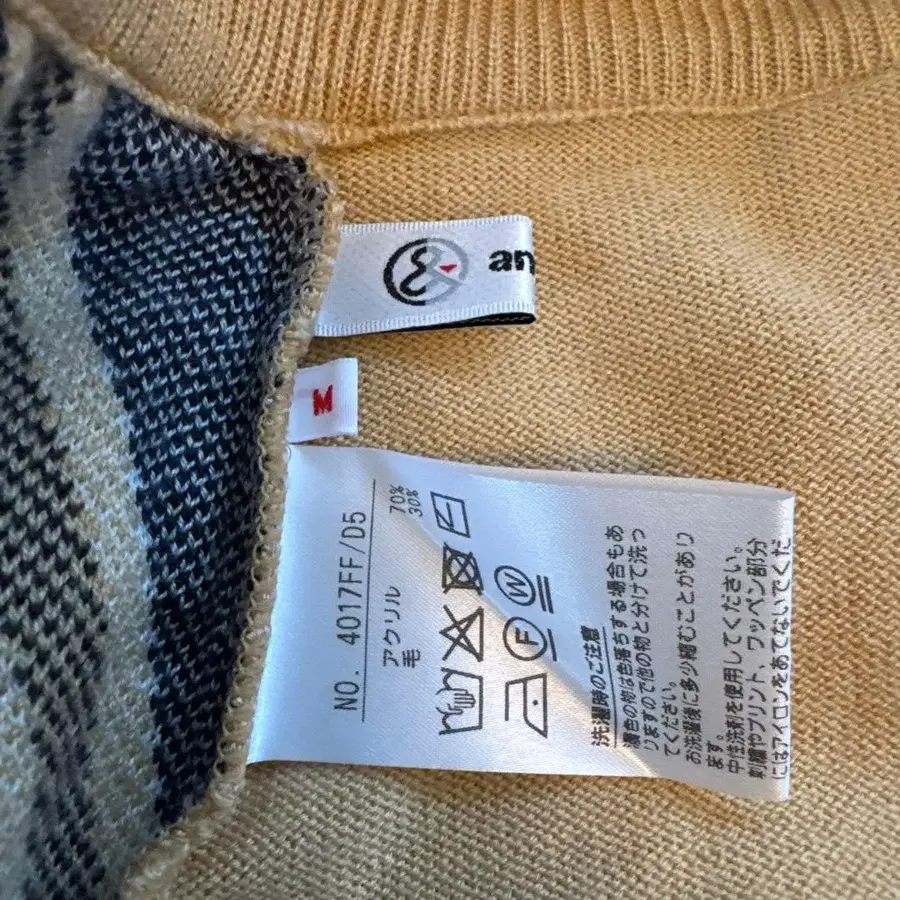 an
M
NO. 4017FF/D5
アクリル 70%
毛 30%
W
F
洗濯時のご注意
濃色の物は色落ちする場合もあ
りますので他の物と分けて洗っ
てください。
お洗濯後に多少縮むことがあり
ます。
中性洗剤を使用してください。
刺繍やプリント、ワッペン部分
にはアイロンをあてないでくだ